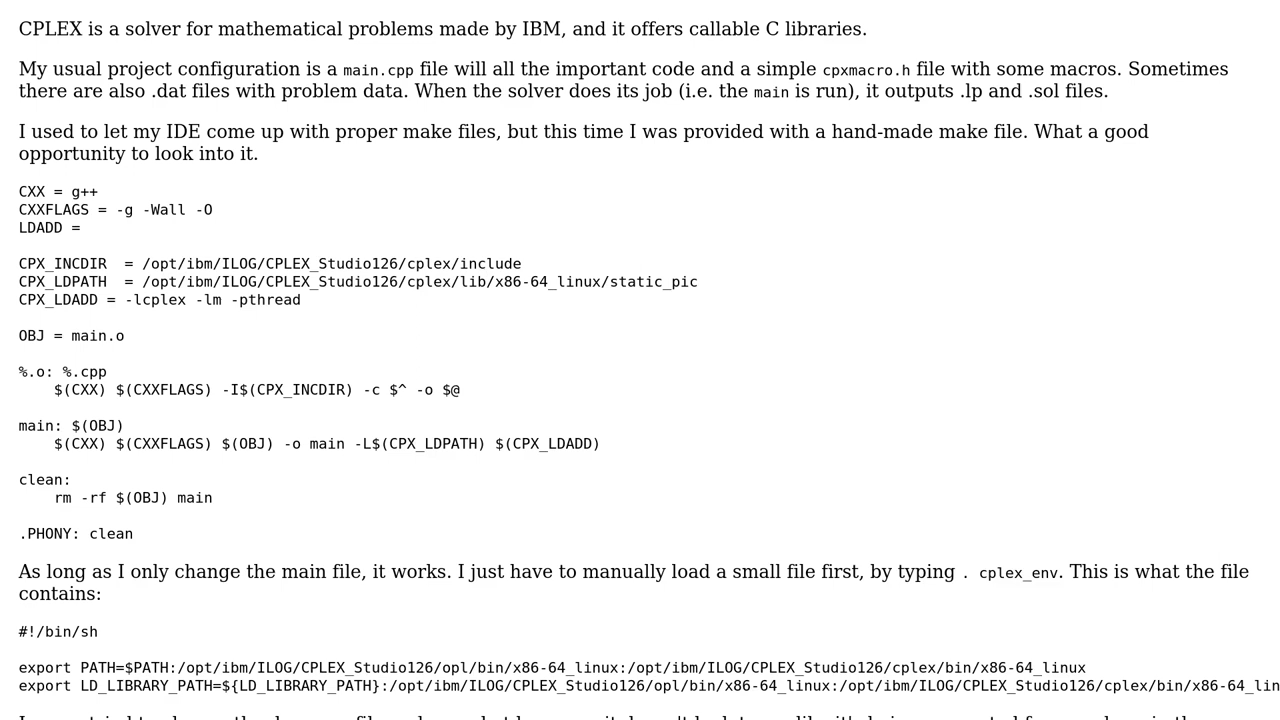 CPLEX is a solver for mathematical problems made by IBM, and it offers callable C libraries.
My usual project configuration is a main.cpp file will all the important code and a simple cpxmacro.h file with some macros. Sometimes
there are also .dat files with problem data. When the solver does its job (i.e. the main is run), it outputs .lp and .sol files.
I used to let my IDE come up with proper make files, but this time I was provided with a hand-made make file. What a good
opportunity to look into it.
CXX = g++
CXXFLAGS = -g -Wall -O
LDADD =
CPX_INCDIR  = /opt/ibm/ILOG/CPLEX_Studio126/cplex/include
CPX_LDPATH  = /opt/ibm/ILOG/CPLEX_Studio126/cplex/lib/x86-64_linux/static_pic
CPX_LDADD = -lcplex -lm -pthread
OBJ = main.o
%.o: %.cpp
    $(CXX) $(CXXFLAGS) -I$(CPX_INCDIR) -c $^ -o $@
main: $(OBJ)
    $(CXX) $(CXXFLAGS) $(OBJ) -o main -L$(CPX_LDPATH) $(CPX_LDADD)
clean:
    rm -rf $(OBJ) main
.PHONY: clean
As long as I only change the main file, it works. I just have to manually load a small file first, by typing . cplex_env. This is what the file
contains:
#!/bin/sh
export PATH=$PATH:/opt/ibm/ILOG/CPLEX_Studio126/opl/bin/x86-64_linux:/opt/ibm/ILOG/CPLEX_Studio126/cplex/bin/x86-64_linux
export LD_LIBRARY_PATH=${LD_LIBRARY_PATH}:/opt/ibm/ILOG/CPLEX_Studio126/opl/bin/x86-64_linux:/opt/ibm/ILOG/CPLEX_Studio126/cplex/bin/x86-64_lin